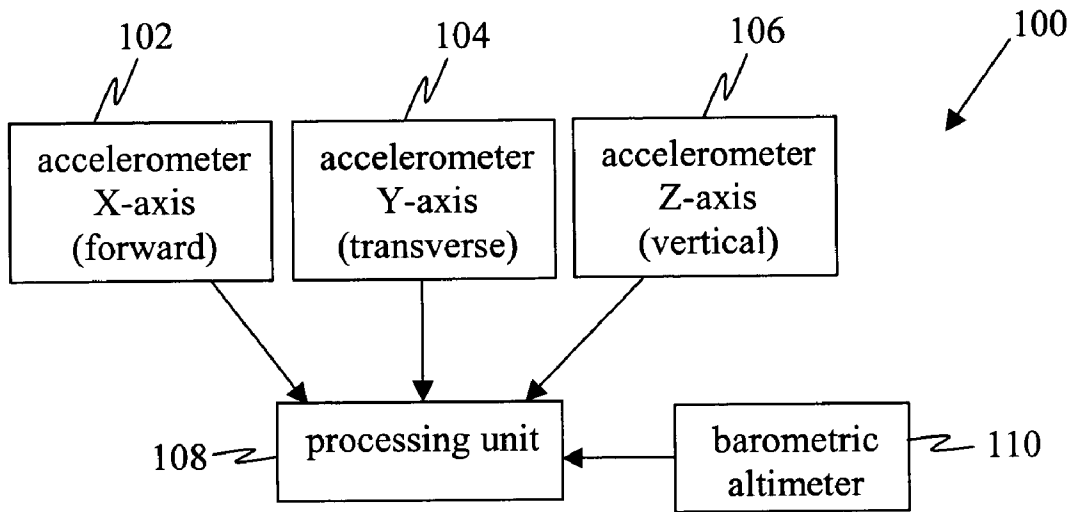 102
104
106
100
accelerometer
X-axis
(forward)
accelerometer
Y-axis
(transverse)
accelerometer
Z-axis
(vertical)
108
processing unit
barometric
altimeter
110